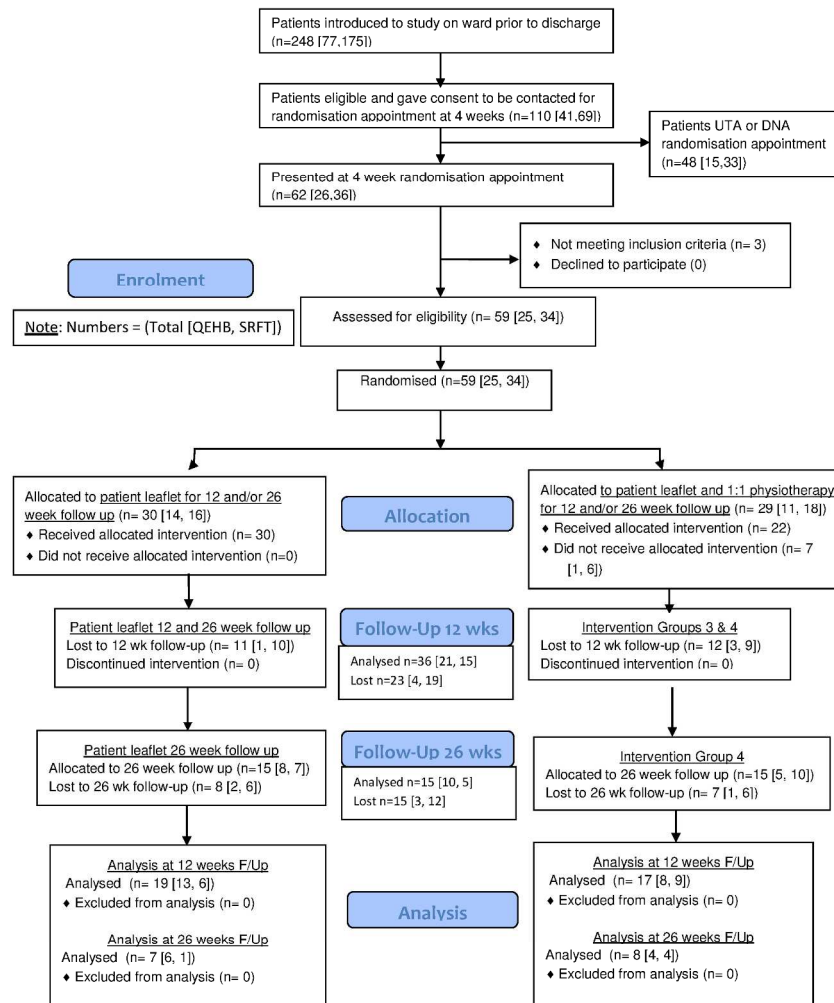 Patients introduced to study on ward prior to discharge
(n=248 [77,175])
Patients eligible and gave consent to be contacted for
randomisation appointment at 4 weeks (n=110 [41,69])
Patients UTA or DNA
randomisation appointment
(n=48 [15,33])
Presented at 4 week randomisation appointment
(n=62 [26,36])
♦ Not meeting inclusion criteria (n= 3)
♦ Declined to participate (0)
Enrolment
Note: Numbers = (Total [QEHB, SRFT])
Assessed for eligibility (n= 59 [25, 34])
Randomised (n=59 [25, 34])
Allocated to patient leaflet for 12 and/or 26
week follow up (n= 30 [14, 16])
♦ Received allocated intervention (n= 30)
♦ Did not receive allocated intervention (n=0)
Allocation
Allocated to patient leaflet and 1:1 physiotherapy
for 12 and/or 26 week follow up (n= 29 [11, 18])
♦ Received allocated intervention (n= 22)
♦ Did not receive allocated intervention (n= 7
[1, 6])
Patient leaflet 12 and 26 week follow up
Lost to 12 wk follow-up (n= 11 [1, 10])
Discontinued intervention (n= 0)
Follow-Up 12 wks
Analysed n=36 [21, 15]
Lost n=23 [4, 19]
Intervention Groups 3 & 4
Lost to 12 wk follow-up (n= 12 [3, 9])
Discontinued intervention (n= 0)
Patient leaflet 26 week follow up
Allocated to 26 week follow up (n=15 [8, 7])
Lost to 26 wk follow-up (n= 8 [2, 6])
Follow-Up 26 wks
Analysed n=15 [10, 5]
Lost n=15 [3, 12]
Intervention Group 4
Allocated to 26 week follow up (n=15 [5, 10])
Lost to 26 wk follow-up (n= 7 [1, 6])
Analysis at 12 weeks F/Up
Analysed (n= 19 [13, 6])
♦ Excluded from analysis (n= 0)
Analysis at 26 weeks F/Up
Analysed (n= 7 [6, 1])
♦ Excluded from analysis (n= 0)
Analysis
Analysis at 12 weeks F/Up
Analysed (n= 17 [8, 9])
♦ Excluded from analysis (n= 0)
Analysis at 26 weeks F/Up
Analysed (n= 8 [4, 4])
♦ Excluded from analysis (n= 0)